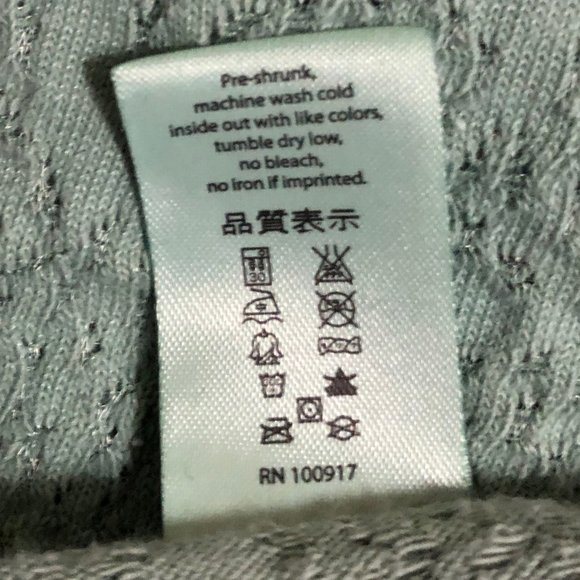 Pre-shrunk,
machine wash cold
inside out with like colors,
tumble dry low,
no bleach,
no iron if imprinted.
品質表示
30
RN 100917